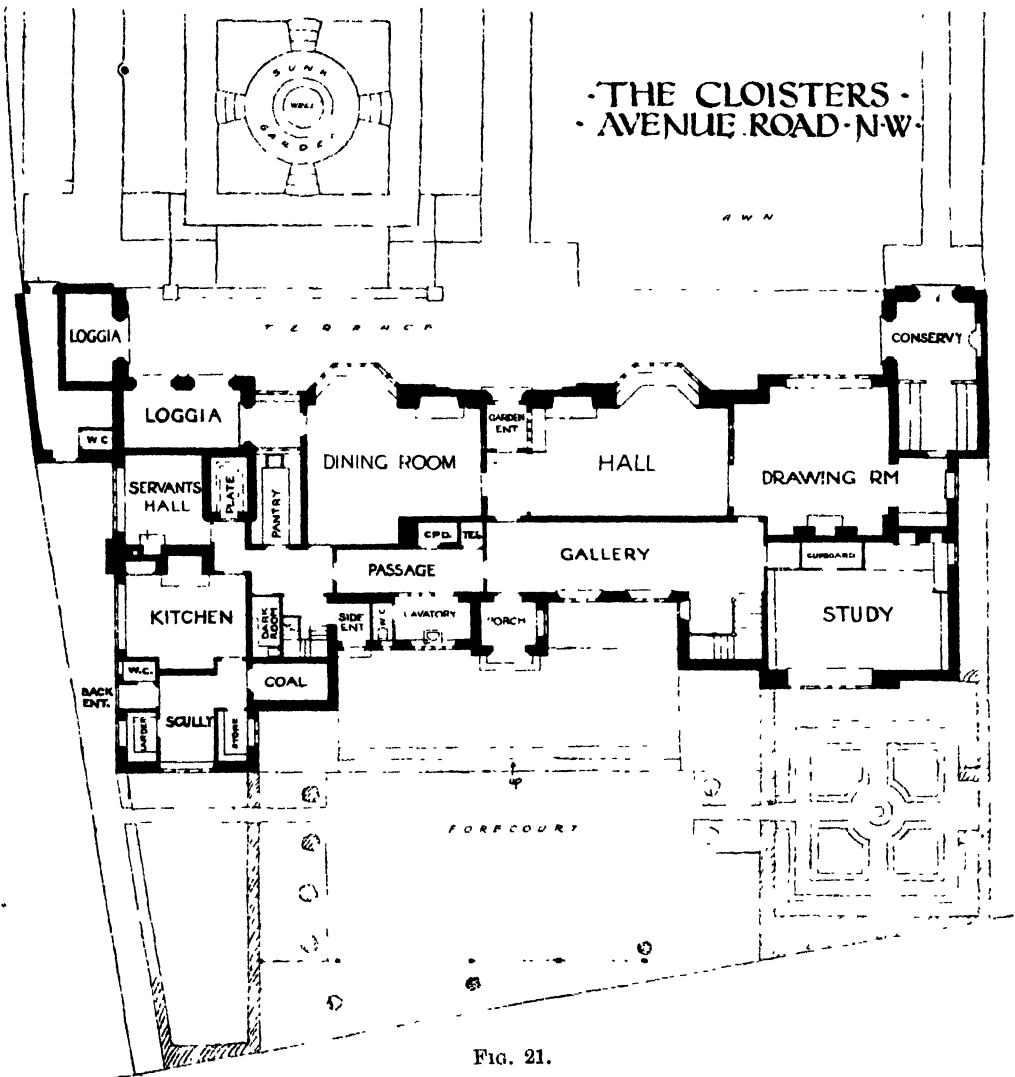 SUNK
WELL
GARDEN
·THE CLOISTERS·
·AVENUE ROAD·N·W·
AWN
TERRACE
LOGGIA
CONSERVY
LOGGIA
GARDEN
ENT
W C
DINING ROOM
HALL
DRAWING RM
SERVANTS
HALL
PLATE
PANTRY
CPD.
TEL
GALLERY
CUPBOARD
PASSAGE
KITCHEN
DARK
ROOM
SIDE
ENT
W C
LAVATORY
PORCH
STUDY
W.C.
BACK
ENT.
COAL
SCULLY
LARDER
STORE
UP
FORECOURT
FIG. 21.